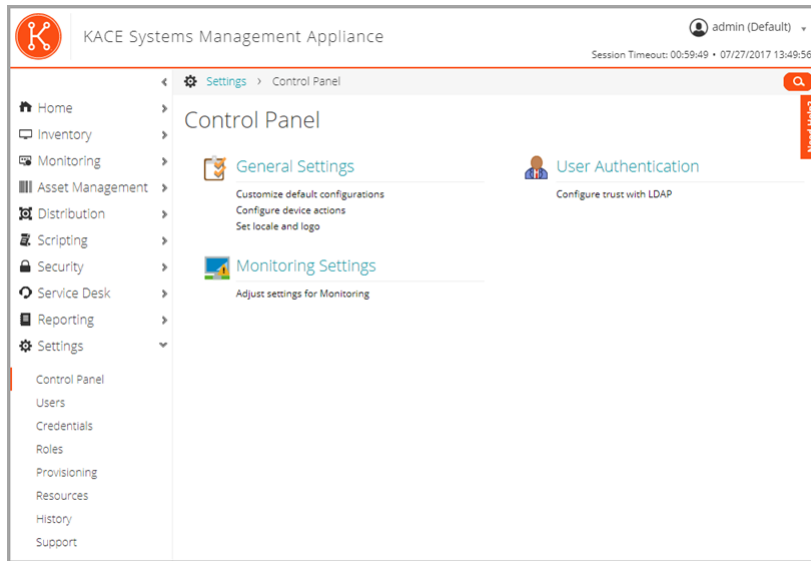 K
KACE Systems Management Appliance
admin (Default)
Session Timeout: 00:59:49 • 07/27/2017 13:49:56
Settings > Control Panel
Need Help?
Home
Inventory
Monitoring
Asset Management
Distribution
Scripting
Security
Service Desk
Reporting
Settings
Control Panel
Users
Credentials
Roles
Provisioning
Resources
History
Support
Control Panel
General Settings
Customize default configurations
Configure device actions
Set locale and logo
User Authentication
Configure trust with LDAP
Monitoring Settings
Adjust settings for Monitoring